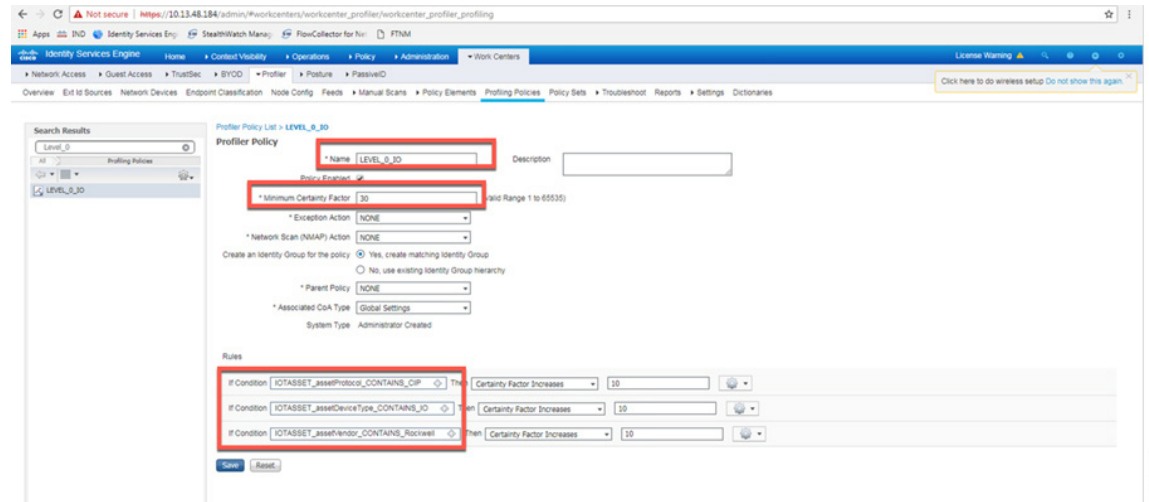 Not secure | https://10.13.48.184/admin/#workcenters/workcenter_profiler/workcenter_profiler_profiling
Apps IND Identity Services Eng StealthWatch Manag FlowCollector for Net FTNM
cisco Identity Services Engine Home Context Visibility Operations Policy Administration Work Centers License Warning
Network Access Guest Access TrustSec BYOD Profiler Posture PassiveID
Click here to do wireless setup Do not show this again.
Overview Ext Id Sources Network Devices Endpoint Classification Node Config Feeds Manual Scans Policy Elements Profiling Policies Policy Sets Troubleshoot Reports Settings Dictionaries
Search Results
Level_0
All Profiling Policies
LEVEL_0_IO
Profiler Policy List > LEVEL_0_IO
Profiler Policy
* Name LEVEL_0_IO Description
Policy Enabled
* Minimum Certainty Factor 30 Valid Range 1 to 65535)
* Exception Action NONE
* Network Scan (NMAP) Action NONE
Create an Identity Group for the policy Yes, create matching Identity Group
No, use existing Identity Group hierarchy
* Parent Policy NONE
* Associated CoA Type Global Settings
System Type Administrator Created
Rules
If Condition IOTASSET_assetProtocol_CONTAINS_CIP Then Certainty Factor Increases 10
If Condition IOTASSET_assetDeviceType_CONTAINS_IO Then Certainty Factor Increases 10
If Condition IOTASSET_assetVendor_CONTAINS_Rockwell Then Certainty Factor Increases 10
Save Reset